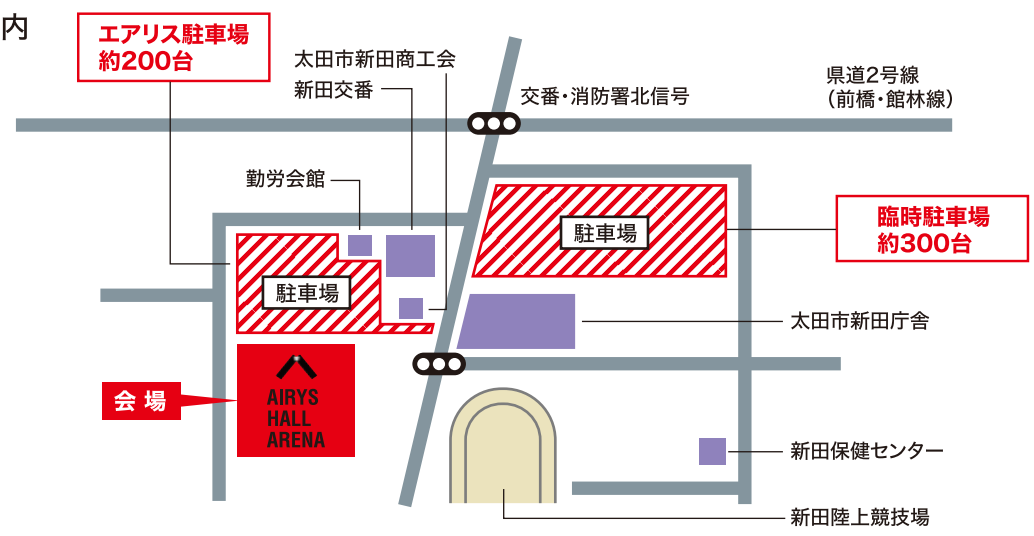 内
エアリス駐車場
約200台
太田市新田商工会
新田交番
交番・消防署北信号
県道2号線
（前橋・館林線）
勤労会館
駐車場
臨時駐車場
約300台
駐車場
太田市新田庁舎
会場
AIRYS
HALL
ARENA
新田保健センター
新田陸上競技場